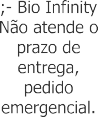 ;- Bio Infinity
Não atende o
prazo de
entrega,
pedido
emergencial.